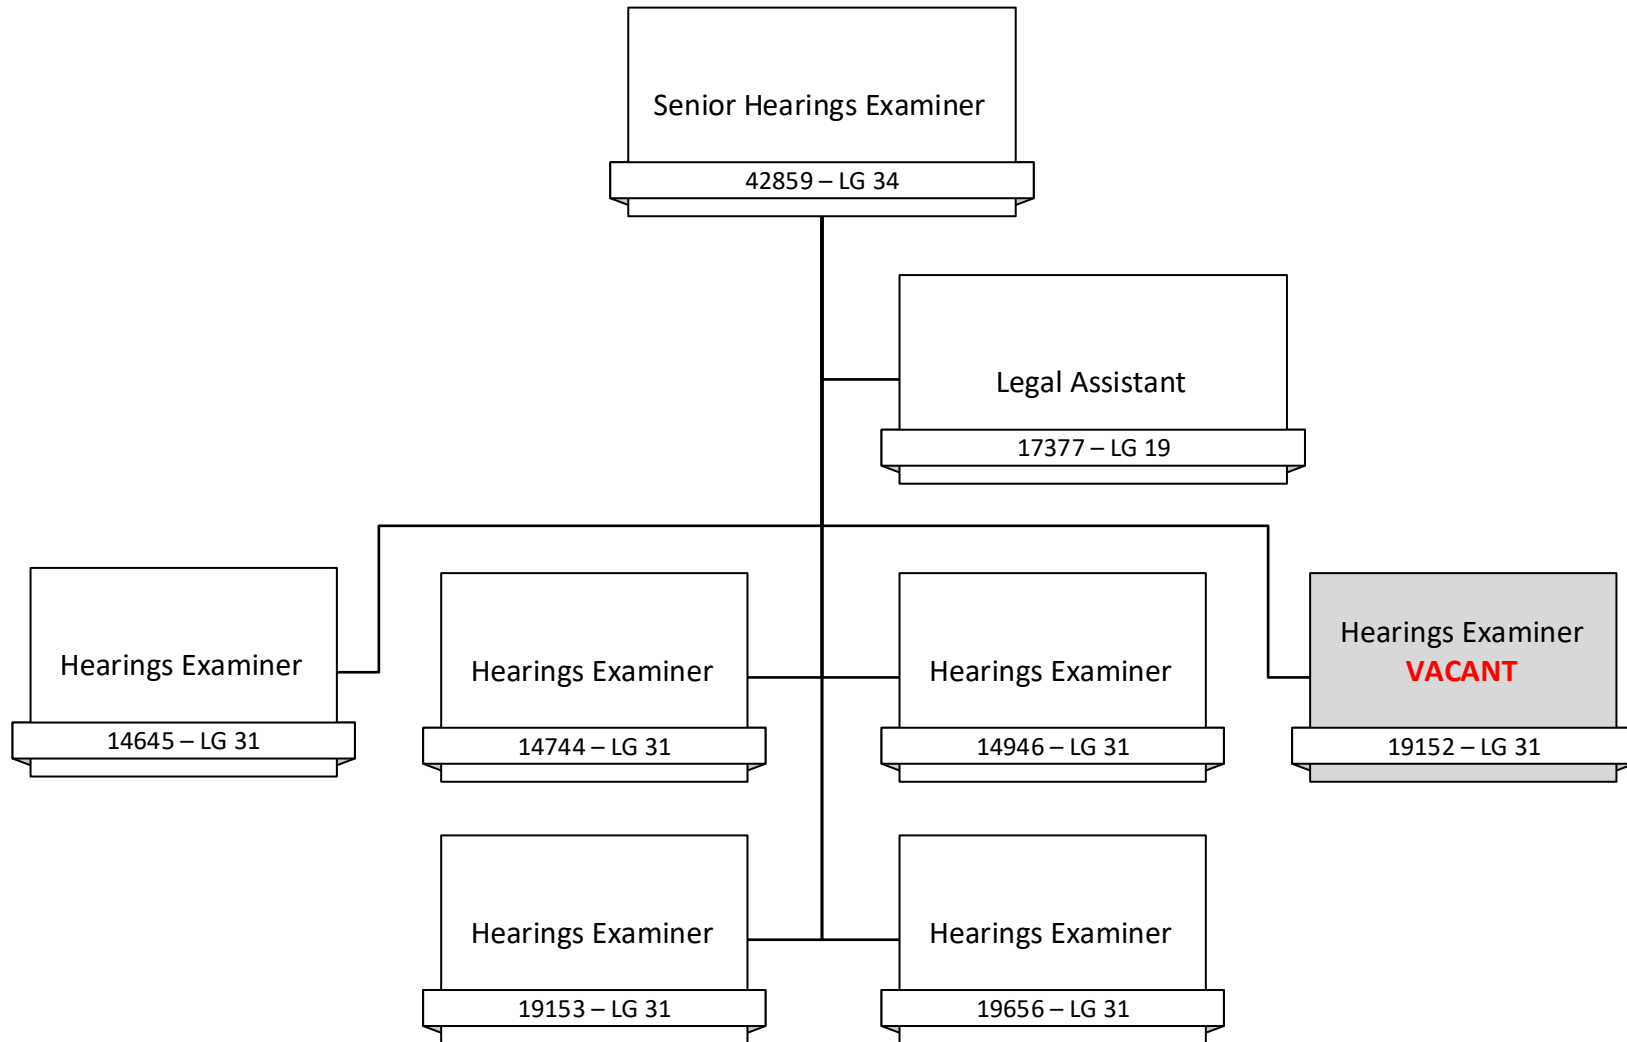 Senior Hearings Examiner
42859 – LG 34
Legal Assistant
17377 – LG 19
Hearings Examiner
14645 – LG 31
Hearings Examiner
14744 – LG 31
Hearings Examiner
14946 – LG 31
Hearings Examiner
VACANT
19152 – LG 31
Hearings Examiner
19153 – LG 31
Hearings Examiner
19656 – LG 31